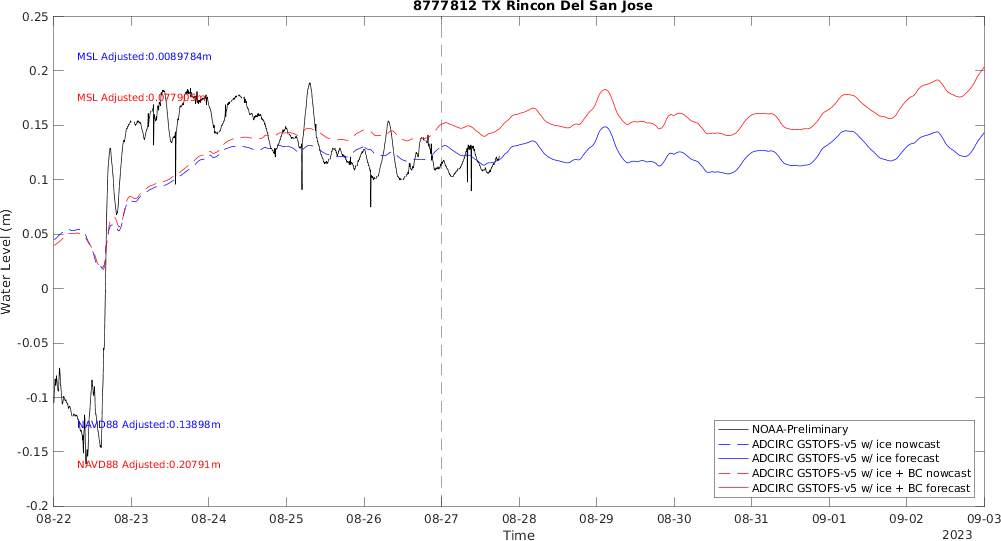 8777812 TX Rincon Del San Jose
0.25
0.2
0.15
0.1
0.05
0
-0.05
-0.1
-0.15
-0.2
Water Level (m)
MSL Adjusted:0.0089784m
MSL Adjusted:0.077905m
NAVD88 Adjusted:0.13898m
NAVD88 Adjusted:0.20791m
NOAA-Preliminary
ADCIRC GSTOFS-v5 w/ ice nowcast
ADCIRC GSTOFS-v5 w/ ice forecast
ADCIRC GSTOFS-v5 w/ ice + BC nowcast
ADCIRC GSTOFS-v5 w/ ice + BC forecast
08-22 08-23 08-24 08-25 08-26 08-27 08-28 08-29 08-30 08-31 09-01 09-02 09-03
Time
2023